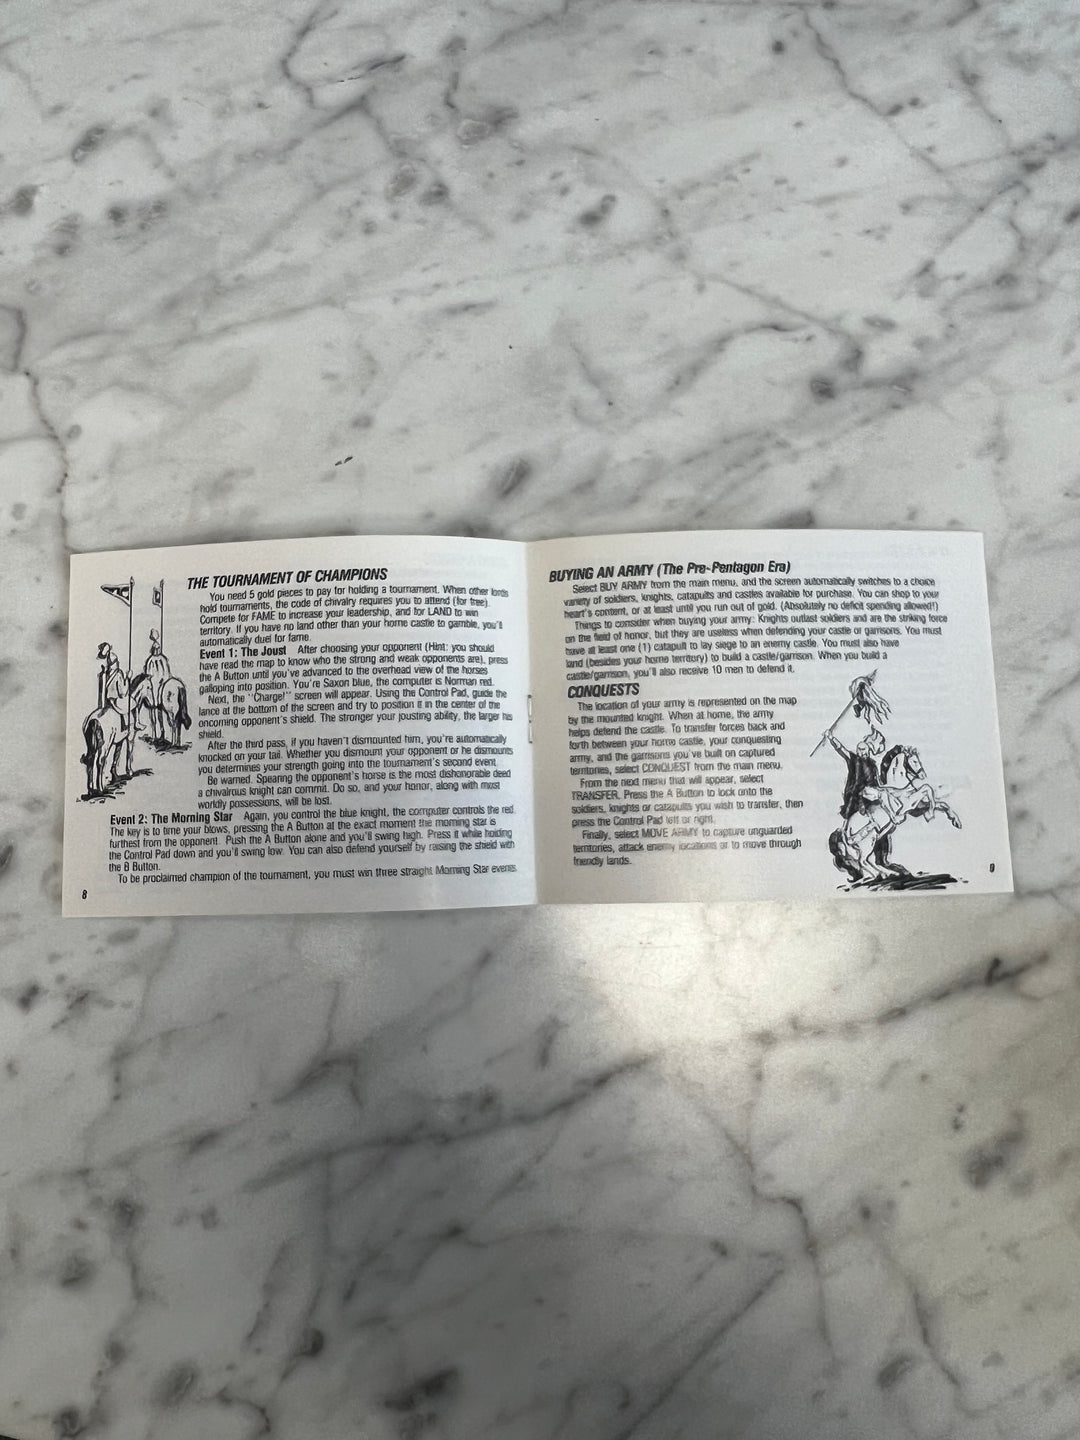 THE TOURNAMENT OF CHAMPIONS
You need 5 gold pieces to pay for holding a tournament. When other lords
hold tournaments, the code of chivalry requires you to attend (for free).
Compete for FAME to increase your leadership, and for LAND to win
territory. If you have no land other than your home castle to gamble, you'll
automatically duel for fame.
Event 1: The Joust After choosing your opponent (Hint: you should
have read the map to know who the strong and weak opponents are), press
the A Button until you've advanced to the overhead view of the horses
galloping into position. You're Saxon blue, the computer is Norman red.
Next, the "Charge!" screen will appear. Using the Control Pad, guide the
lance at the bottom of the screen and try to position it in the center of the
oncoming opponent's shield. The stronger your jousting ability, the larger his
shield.
After the third pass, if you haven't dismounted him, you're automatically
knocked on your tail. Whether you dismount your opponent or he dismounts
you determines your strength going into the tournament's second event.
Be warned. Spearing the opponent's horse is the most dishonorable deed
a chivalrous knight can commit. Do so, and your honor, along with most
worldly possessions, will be lost.
Event 2: The Morning Star Again, you control the blue knight, the computer controls the red.
The key is to time your blows, pressing the A Button at the exact moment the morning star is
furthest from the opponent. Push the A Button alone and you'll swing high. Press it while holding
the Control Pad down and you'll swing low. You can also defend yourself by raising the shield with
the B Button.
To be proclaimed champion of the tournament, you must win three straight Morning Star events.
8
BUYING AN ARMY (The Pre-Pentagon Era)
Select BUY ARMY from the main menu, and the screen automatically switches to a choice
variety of soldiers, knights, catapults and castles available for purchase. You can shop to your
heart's content, or at least until you run out of gold. (Absolutely no deficit spending allowed!)
Things to consider when buying your army: Knights outlast soldiers and are the striking force
on the field of honor, but they are useless when defending your castle or garrisons. You must
have at least one (1) catapult to lay siege to an enemy castle. You must also have
land (besides your home territory) to build a castle/garrison. When you build a
castle/garrison, you'll also receive 10 men to defend it.
CONQUESTS
The location of your army is represented on the map
by the mounted knight. When at home, the army
helps defend the castle. To transfer forces back and
forth between your home castle, your conquesting
army, and the garrisons you've built on captured
territories, select CONQUEST from the main menu.
From the next menu that will appear, select
TRANSFER. Press the A Button to lock onto the
soldiers, knights or catapults you wish to transfer, then
press the Control Pad left or right.
Finally, select MOVE ARMY to capture unguarded
territories, attack enemy locations or to move through
friendly lands.
9